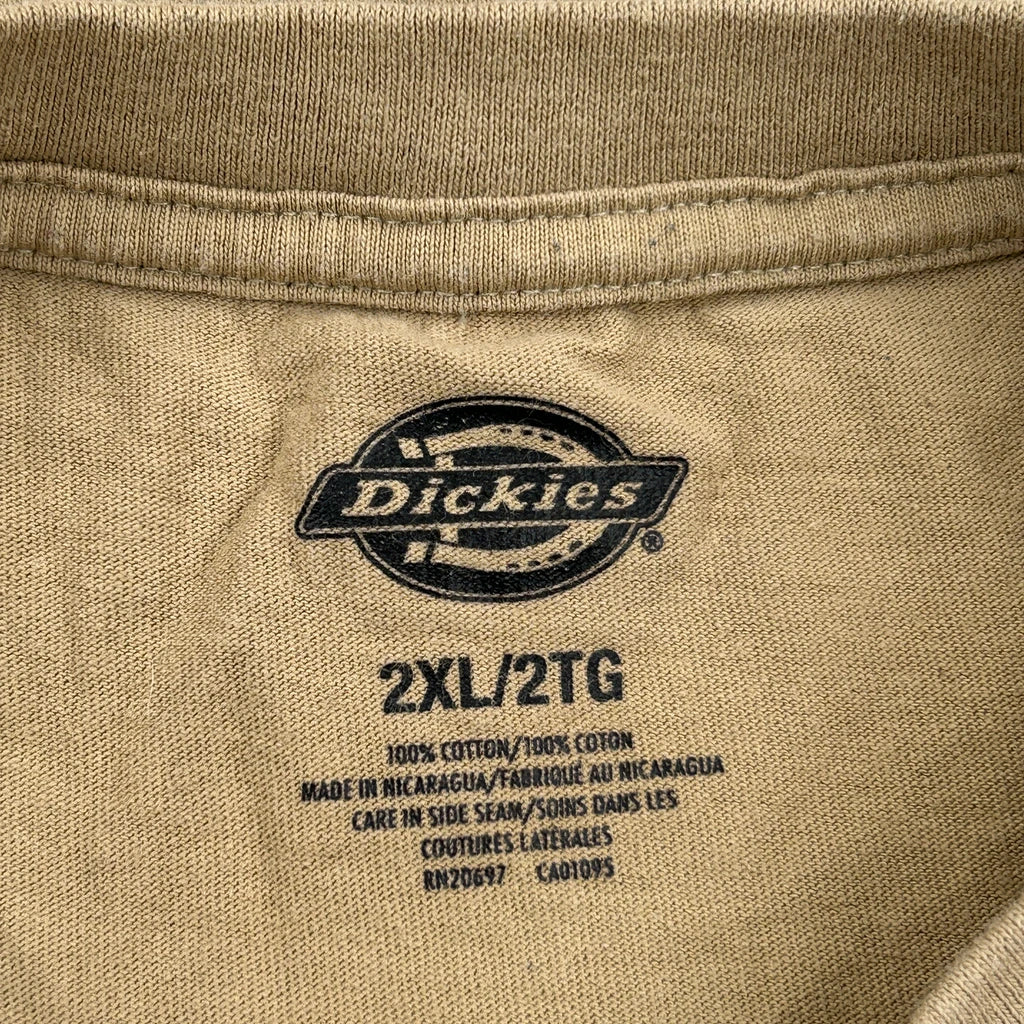 Dickies®
2XL/2TG
100% COTTON/100% COTON
MADE IN NICARAGUA/FABRIQUÉ AU NICARAGUA
CARE IN SIDE SEAM/SOINS DANS LES
COUTURES LATÉRALES
RN20697 CA01095